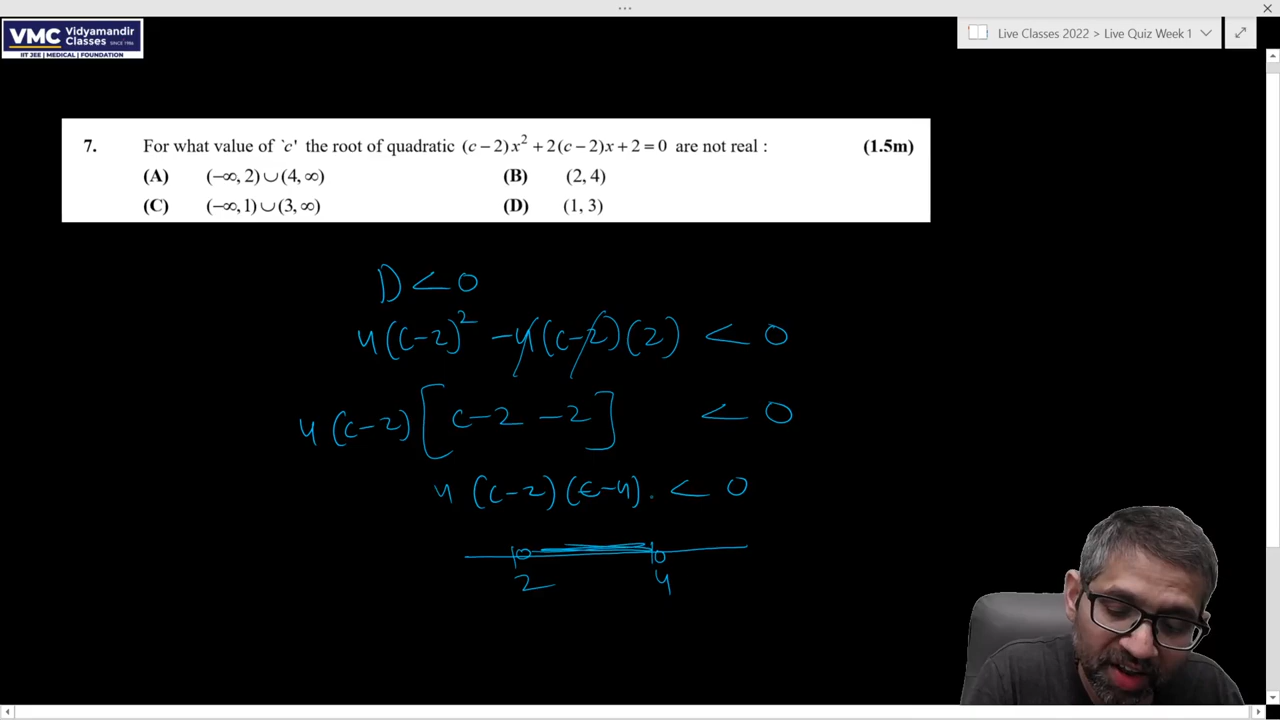 VMC Vidyamandir Classes SINCE 1986
IIT JEE | MEDICAL | FOUNDATION
Live Classes 2022 > Live Quiz Week 1
7. For what value of `c' the root of quadratic (c−2)x² + 2(c−2)x + 2 = 0 are not real : (1.5m)
(A) (−∞, 2) ∪ (4, ∞) (B) (2, 4)
(C) (−∞, 1) ∪ (3, ∞) (D) (1, 3)
D < 0
4(c−2)² −4(c−2)(2) < 0
4(c−2)[c−2 −2] < 0
4(c−2)(c−4). < 0
2 4